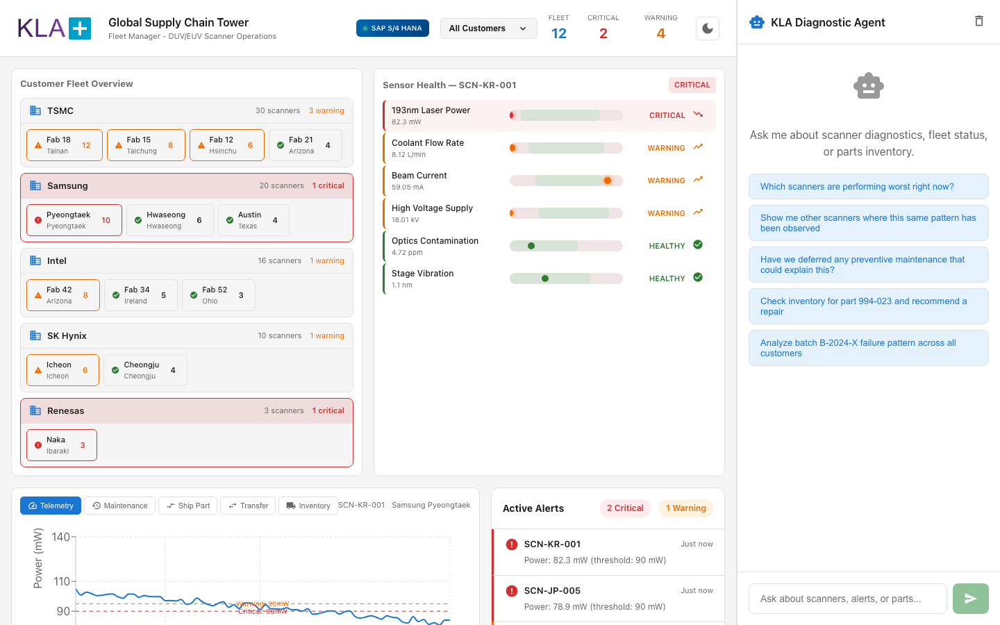 KLA
Global Supply Chain Tower
Fleet Manager - DUV/EUV Scanner Operations
SAP S/4 HANA
All Customers
FLEET
12
CRITICAL
2
WARNING
4
Customer Fleet Overview
TSMC
30 scanners
3 warning
Fab 18
Tainan
12
Fab 15
Taichung
8
Fab 12
Hsinchu
6
Fab 21
Arizona
4
Samsung
20 scanners
1 critical
Pyeongtaek
Pyeongtaek
10
Hwaseong
Hwaseong
6
Austin
Texas
4
Intel
16 scanners
1 warning
Fab 42
Arizona
8
Fab 34
Ireland
5
Fab 52
Ohio
3
SK Hynix
10 scanners
1 warning
Icheon
Icheon
6
Cheongju
Cheongju
4
Renesas
3 scanners
1 critical
Naka
Ibaraki
3
Sensor Health — SCN-KR-001
CRITICAL
193nm Laser Power
82.3 mW
CRITICAL
Coolant Flow Rate
8.12 L/min
WARNING
Beam Current
59.05 mA
WARNING
High Voltage Supply
18.01 kV
WARNING
Optics Contamination
4.72 ppm
HEALTHY
Stage Vibration
1.1 nm
HEALTHY
Telemetry
Maintenance
Ship Part
Transfer
Inventory
SCN-KR-001
Samsung Pyeongtaek
Power (mW)
140
110
90
Warning: 95mW
Critical: 90mW
Active Alerts
2 Critical
1 Warning
SCN-KR-001
Just now
Power: 82.3 mW (threshold: 90 mW)
SCN-JP-005
Just now
Power: 78.9 mW (threshold: 90 mW)
KLA Diagnostic Agent
Ask me about scanner diagnostics, fleet status,
or parts inventory.
Which scanners are performing worst right now?
Show me other scanners where this same pattern has
been observed
Have we deferred any preventive maintenance that
could explain this?
Check inventory for part 994-023 and recommend a
repair
Analyze batch B-2024-X failure pattern across all
customers
Ask about scanners, alerts, or parts...